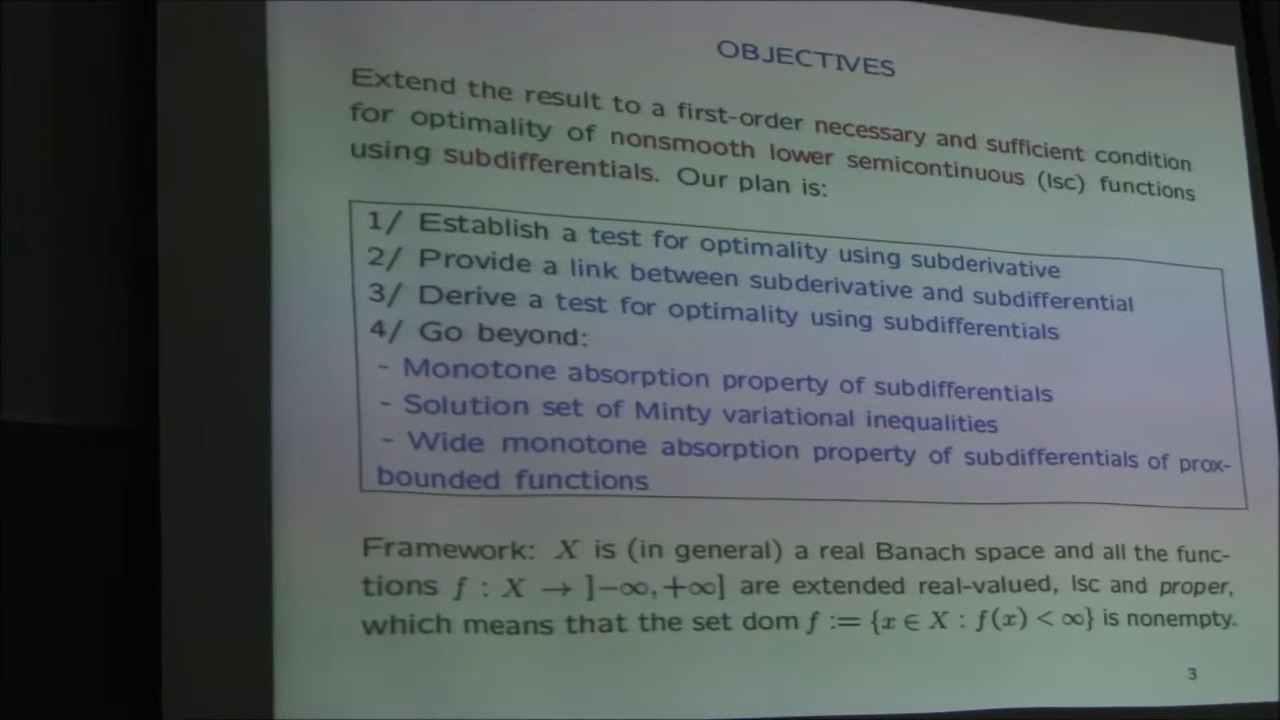 OBJECTIVES
Extend the result to a first-order necessary and sufficient condition
for optimality of nonsmooth lower semicontinuous (lsc) functions
using subdifferentials. Our plan is:
1/ Establish a test for optimality using subderivative
2/ Provide a link between subderivative and subdifferential
3/ Derive a test for optimality using subdifferentials
4/ Go beyond:
- Monotone absorption property of subdifferentials
- Solution set of Minty variational inequalities
- Wide monotone absorption property of subdifferentials of prox-
bounded functions
Framework: X is (in general) a real Banach space and all the func-
tions f : X → ]−∞, +∞] are extended real-valued, lsc and proper,
which means that the set dom f := {x ∈ X : f(x) < ∞} is nonempty.
3